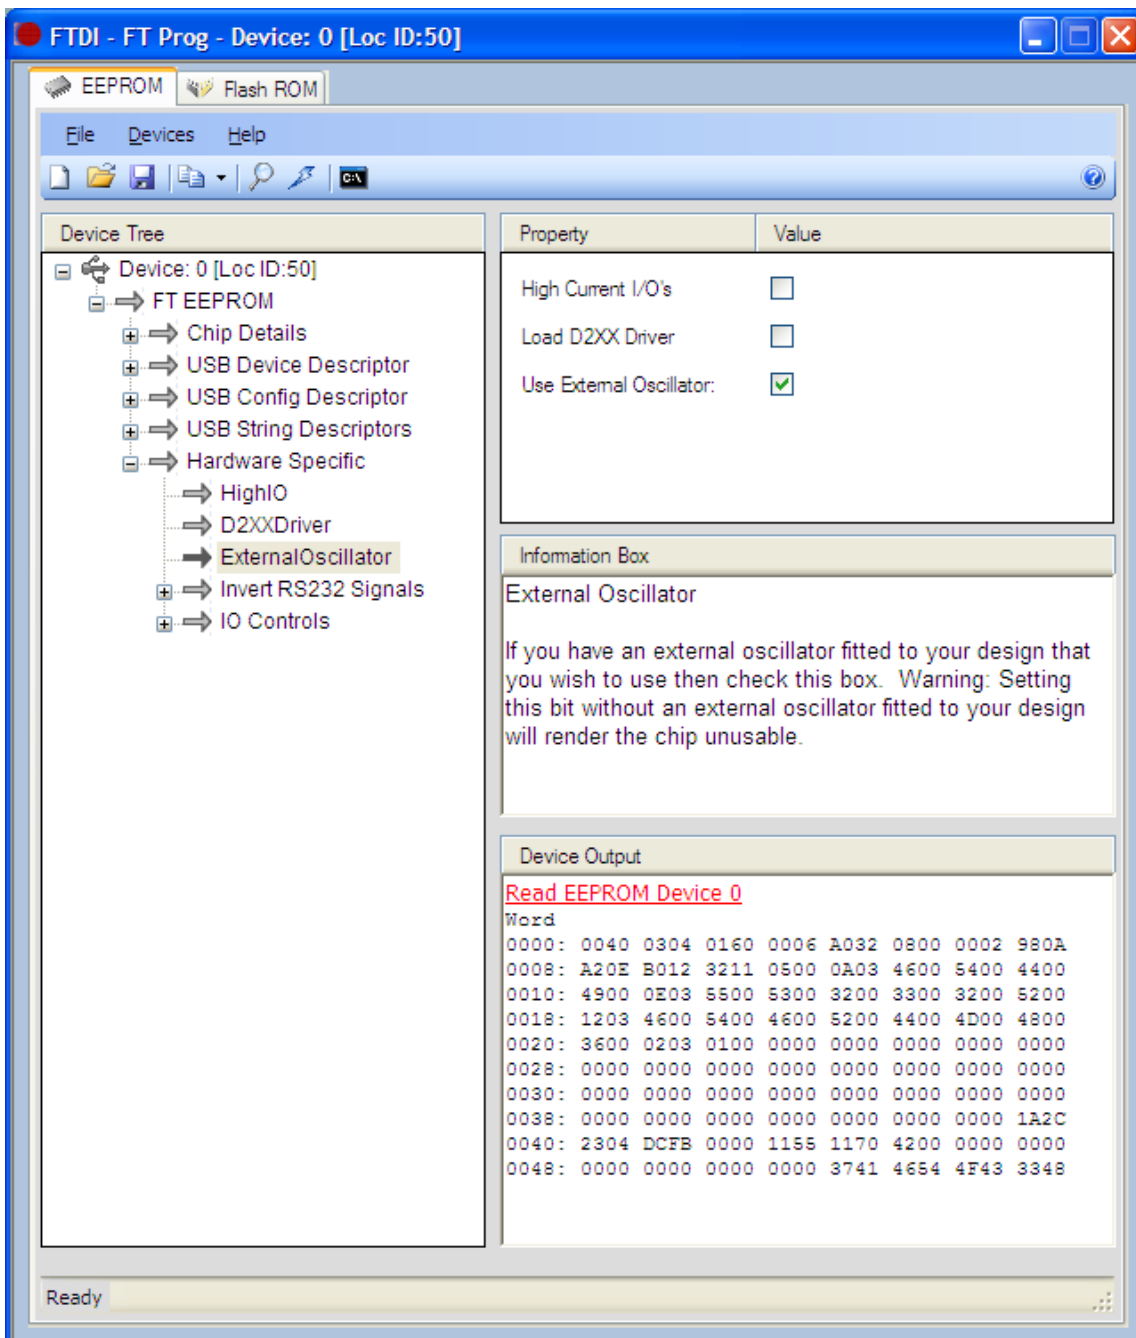 FTDI - FT Prog - Device: 0 [Loc ID:50]
EEPROM Flash ROM
File Devices Help
C:\
Device Tree
Device: 0 [Loc ID:50]
FT EEPROM
Chip Details
USB Device Descriptor
USB Config Descriptor
USB String Descriptors
Hardware Specific
HighIO
D2XXDriver
ExternalOscillator
Invert RS232 Signals
IO Controls
Property Value
High Current I/O's
Load D2XX Driver
Use External Oscillator:
Information Box
External Oscillator
If you have an external oscillator fitted to your design that
you wish to use then check this box. Warning: Setting
this bit without an external oscillator fitted to your design
will render the chip unusable.
Device Output
Read EEPROM Device 0
Word
0000: 0040 0304 0160 0006 A032 0800 0002 980A
0008: A20E B012 3211 0500 0A03 4600 5400 4400
0010: 4900 0E03 5500 5300 3200 3300 3200 5200
0018: 1203 4600 5400 4600 5200 4400 4D00 4800
0020: 3600 0203 0100 0000 0000 0000 0000 0000
0028: 0000 0000 0000 0000 0000 0000 0000 0000
0030: 0000 0000 0000 0000 0000 0000 0000 0000
0038: 0000 0000 0000 0000 0000 0000 0000 1A2C
0040: 2304 DCFB 0000 1155 1170 4200 0000 0000
0048: 0000 0000 0000 0000 3741 4654 4F43 3348
Ready